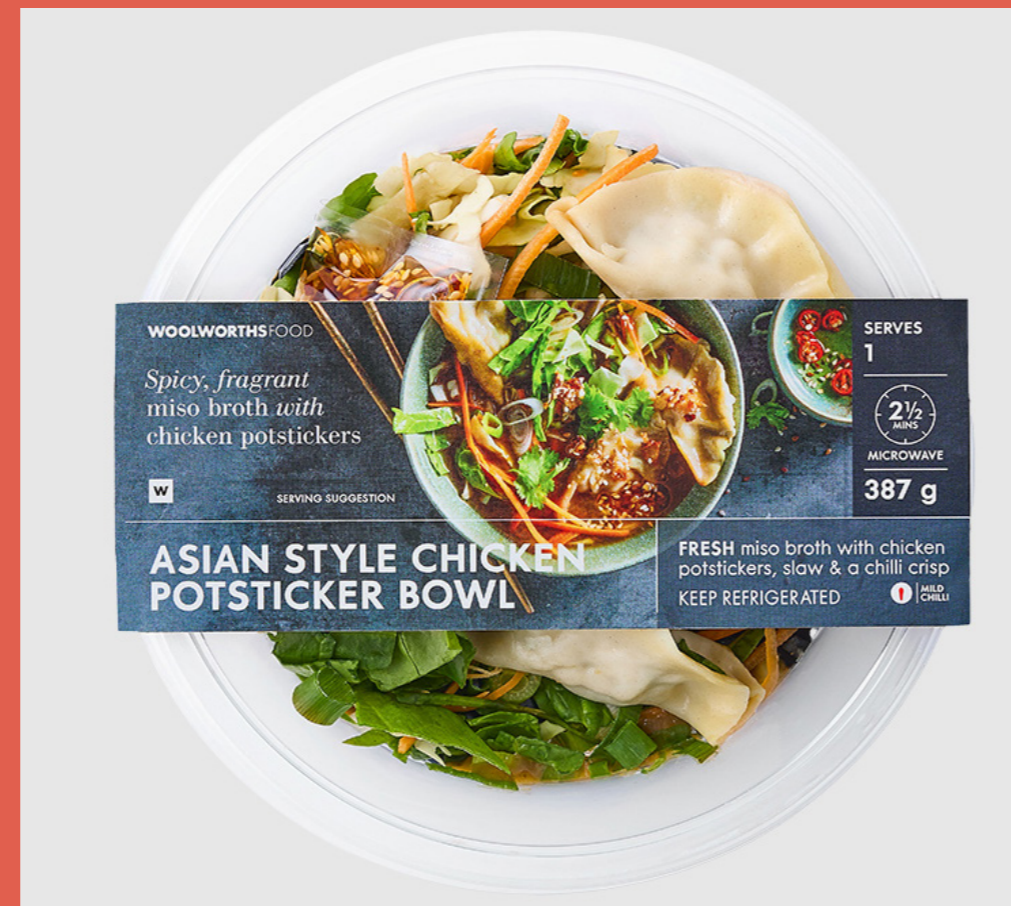 WOOLWORTHSFOOD
Spicy, fragrant
miso broth with
chicken potstickers
W
SERVING SUGGESTION
ASIAN STYLE CHICKEN
POTSTICKER BOWL
SERVES
1
2½
MINS
MICROWAVE
387 g
FRESH miso broth with chicken
potstickers, slaw & a chilli crisp
KEEP REFRIGERATED
MILD
CHILLI